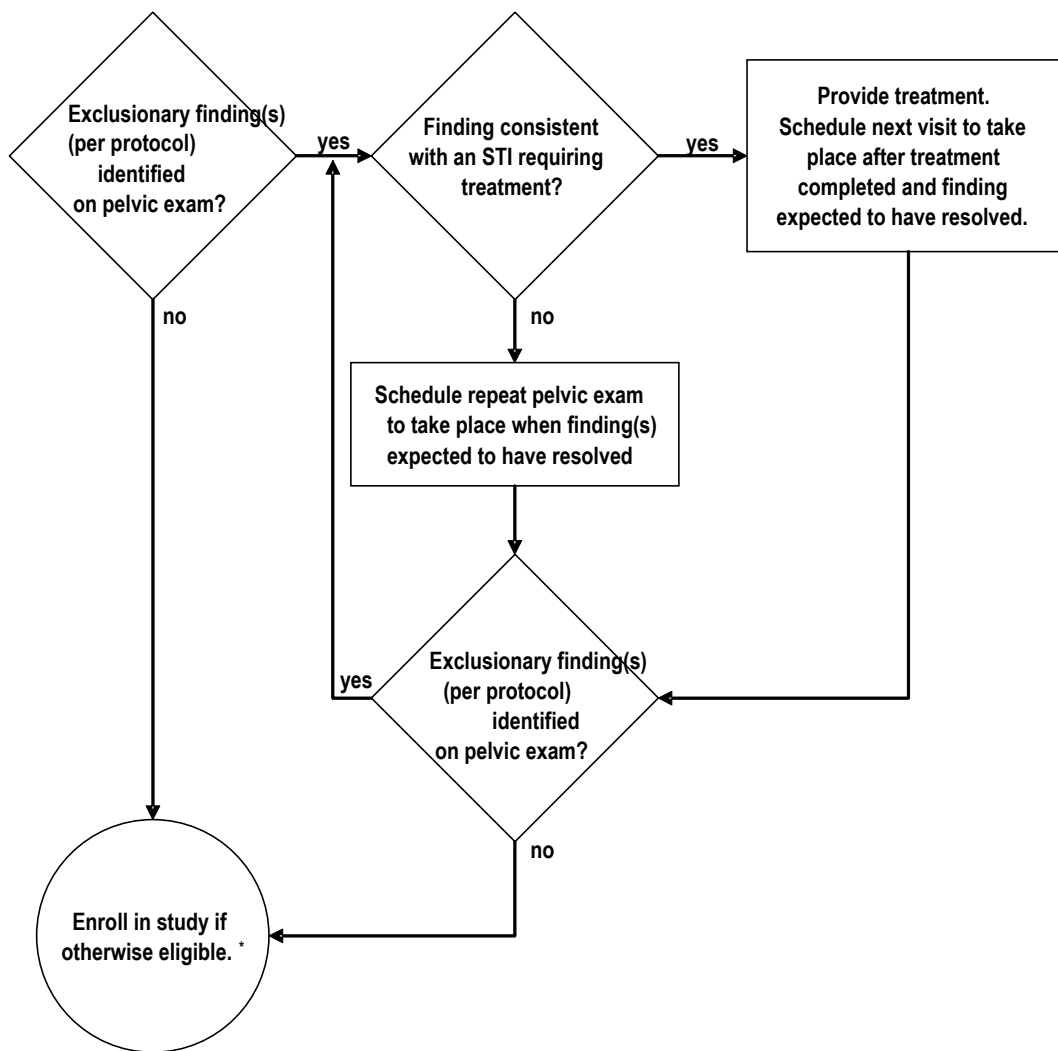 Exclusionary finding(s)
(per protocol)
identified
on pelvic exam?
yes
Finding consistent
with an STI requiring
treatment?
yes
Provide treatment.
Schedule next visit to take
place after treatment
completed and finding
expected to have resolved.
no
no
Schedule repeat pelvic exam
to take place when finding(s)
expected to have resolved
Exclusionary finding(s)
(per protocol)
identified
on pelvic exam?
yes
no
Enroll in study if
otherwise eligible. *